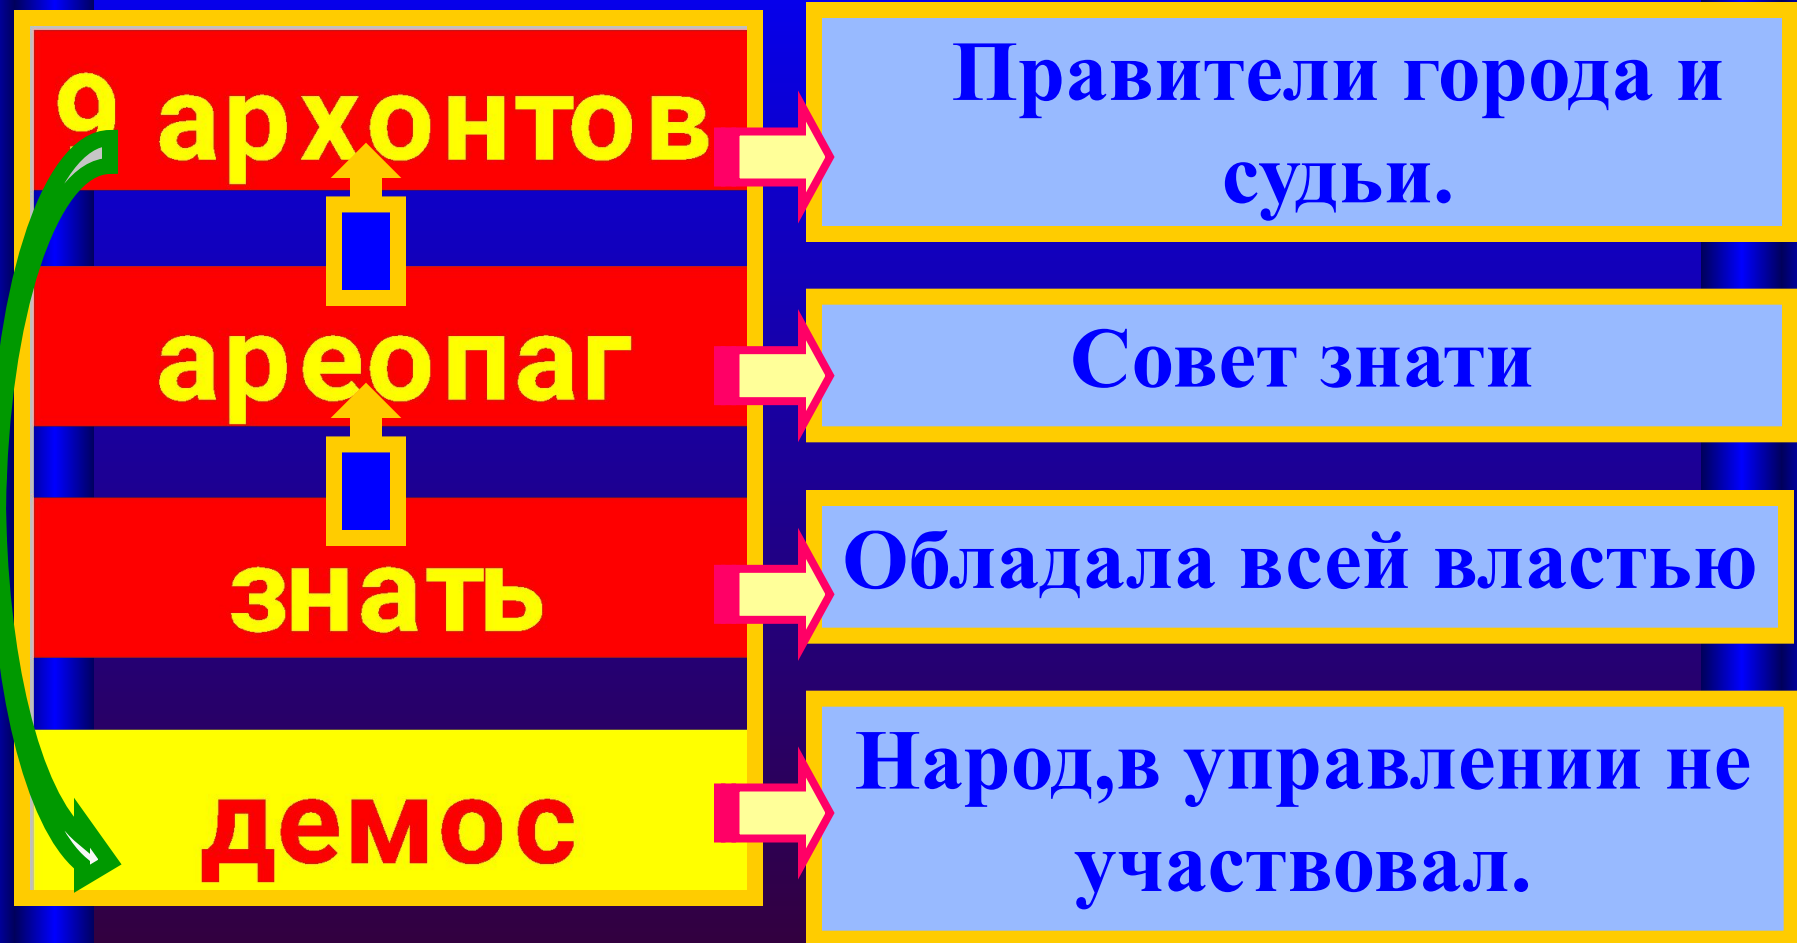 9 архонтов
Правители города и
судьи.
ареопаг
Совет знати
знать
Обладала всей властью
демос
Народ,в управлении не
участвовал.